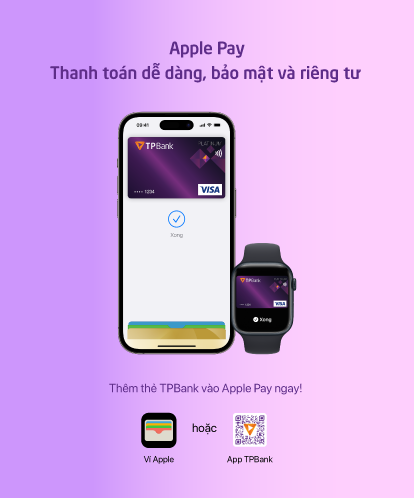 Apple Pay
Thanh toán dễ dàng, bảo mật và riêng tư
09:41
TPBank
PLATINUM
•••• 1234
VISA
Xong
TPBank
VISA
Xong
Thêm thẻ TPBank vào Apple Pay ngay!
hoặc
Ví Apple
App TPBank